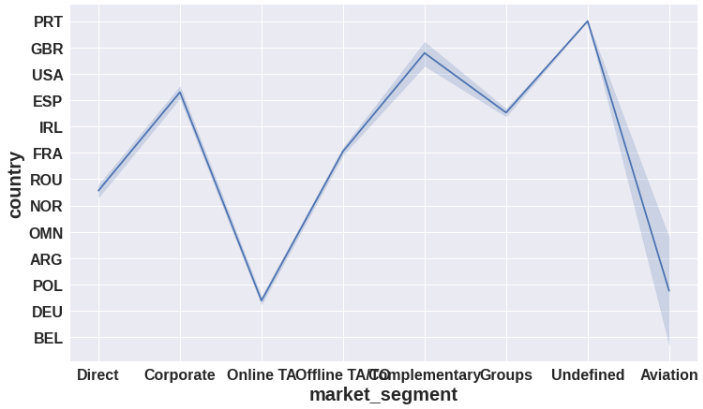 PRT
GBR
USA
ESP
IRL
FRA
ROU
NOR
OMN
ARG
POL
DEU
BEL
country
Direct Corporate Online TA Offline TA/TO Complementary Groups Undefined Aviation
market_segment